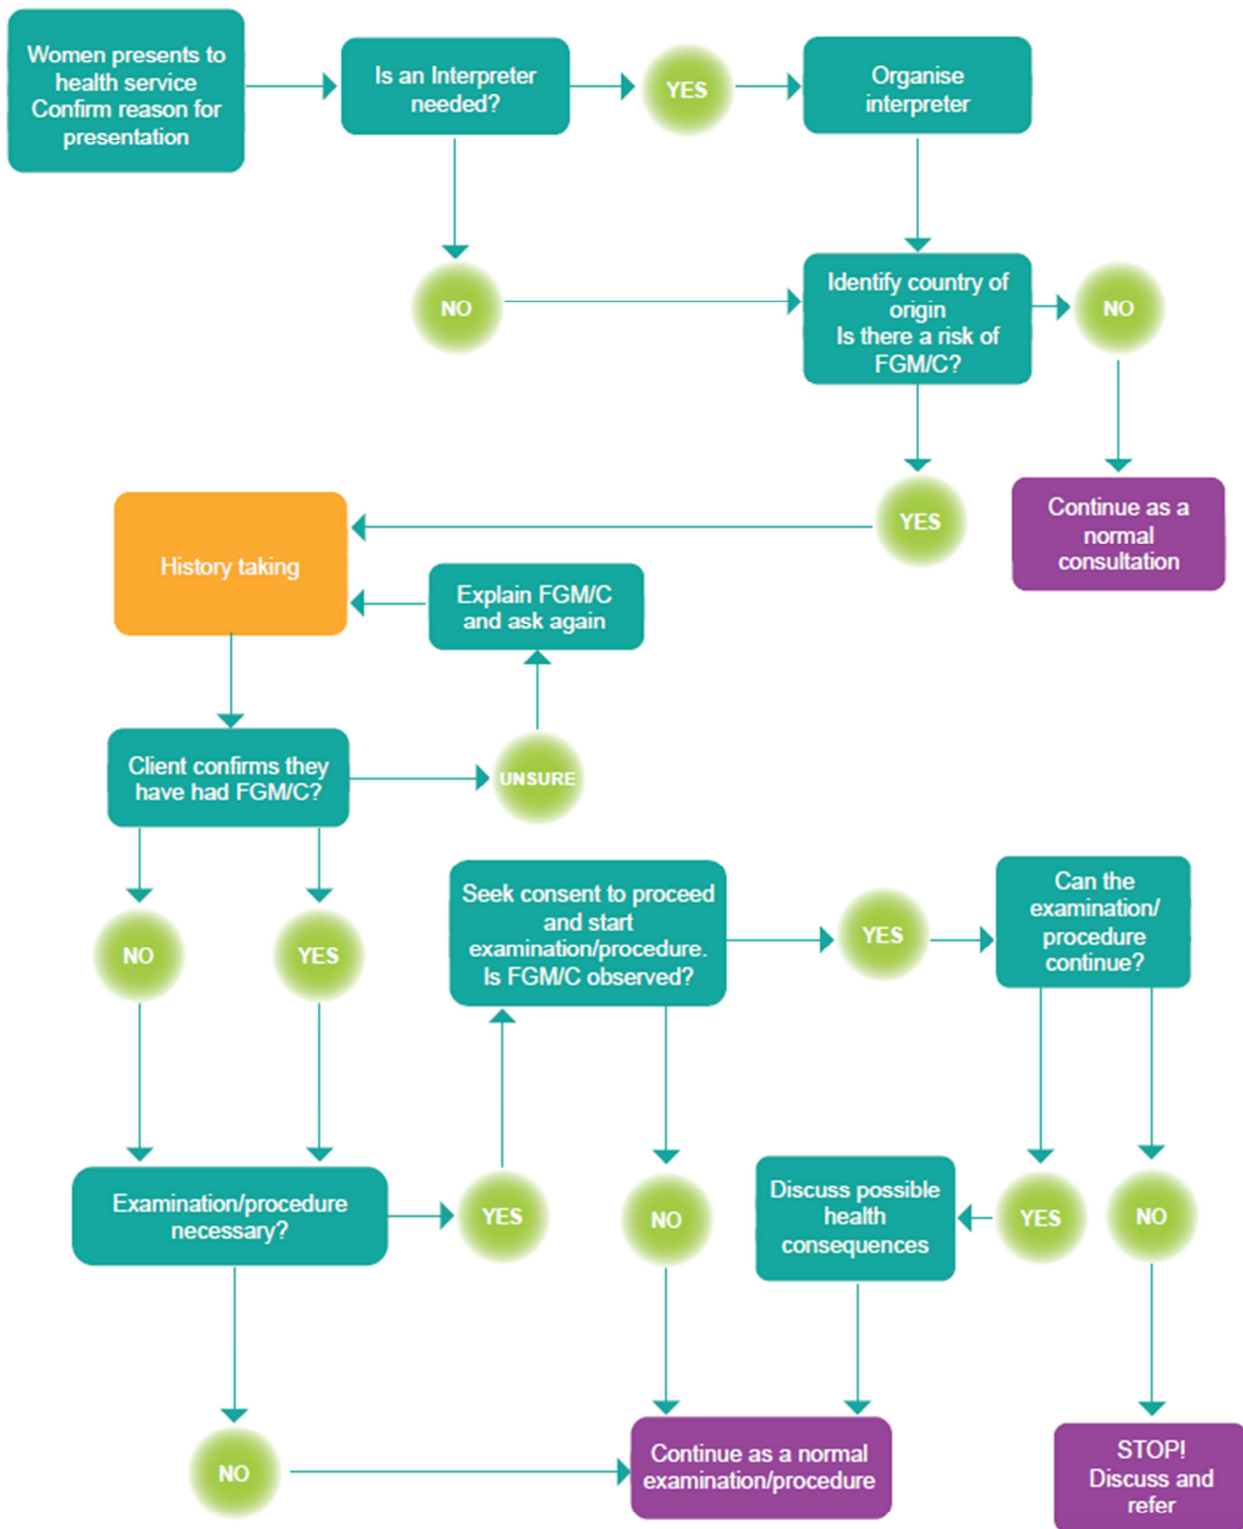 Women presents to
health service
Confirm reason for
presentation
Is an Interpreter
needed?
YES
Organise
interpreter
NO
Identify country of
origin
Is there a risk of
FGM/C?
NO
YES
Continue as a
normal
consultation
History taking
Explain FGM/C
and ask again
Client confirms they
have had FGM/C?
UNSURE
NO
YES
Seek consent to proceed
and start
examination/procedure.
Is FGM/C observed?
YES
Can the
examination/
procedure
continue?
Examination/procedure
necessary?
YES
NO
Discuss possible
health
consequences
YES
NO
NO
Continue as a normal
examination/procedure
STOP!
Discuss and
refer